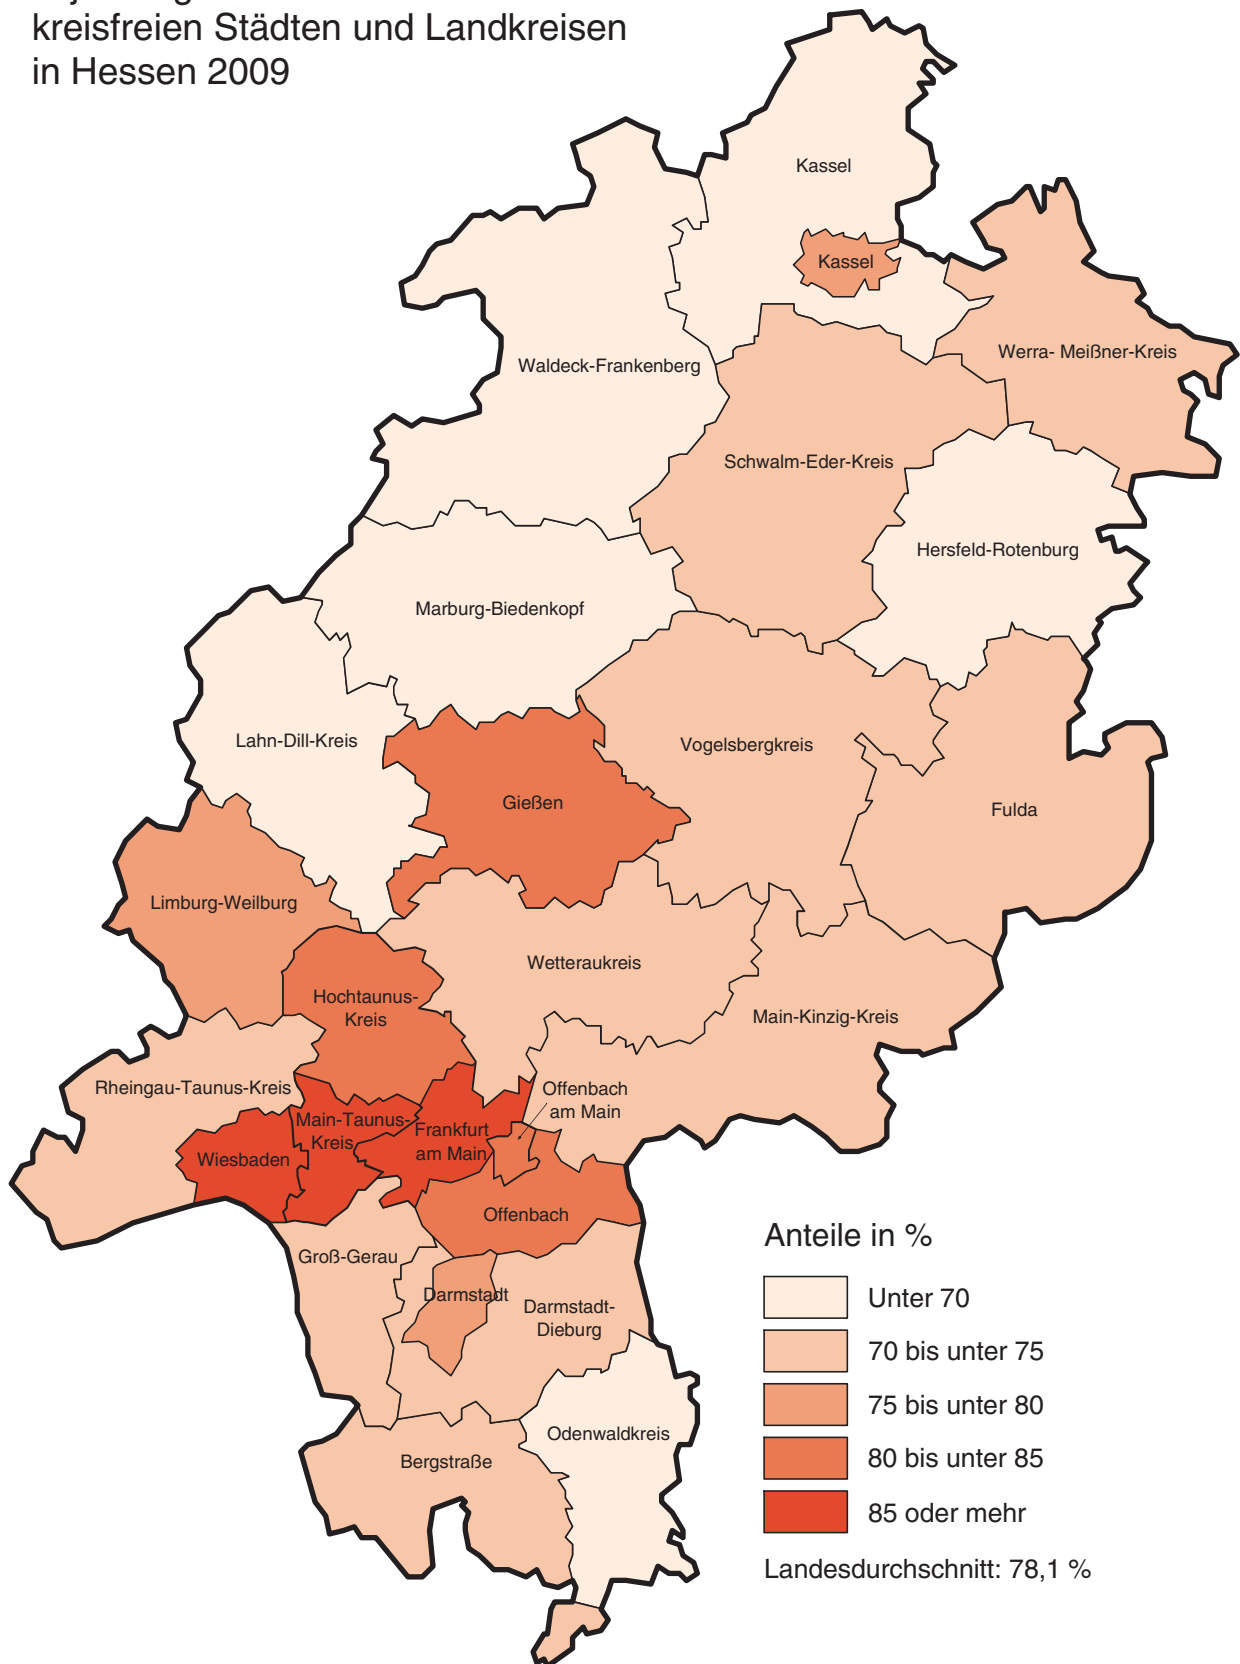 kreisfreien Städten und Landkreisen
in Hessen 2009
Kassel
Kassel
Werra- Meißner-Kreis
Waldeck-Frankenberg
Schwalm-Eder-Kreis
Hersfeld-Rotenburg
Marburg-Biedenkopf
Lahn-Dill-Kreis
Vogelsbergkreis
Gießen
Fulda
Limburg-Weilburg
Wetteraukreis
Hochtaunus-
Kreis
Main-Kinzig-Kreis
Rheingau-Taunus-Kreis
Offenbach
am Main
Main-Taunus-
Kreis
Frankfurt
am Main
Wiesbaden
Offenbach
Groß-Gerau
Darmstadt
Darmstadt-
Dieburg
Odenwaldkreis
Bergstraße
Anteile in %
Unter 70
70 bis unter 75
75 bis unter 80
80 bis unter 85
85 oder mehr
Landesdurchschnitt: 78,1 %